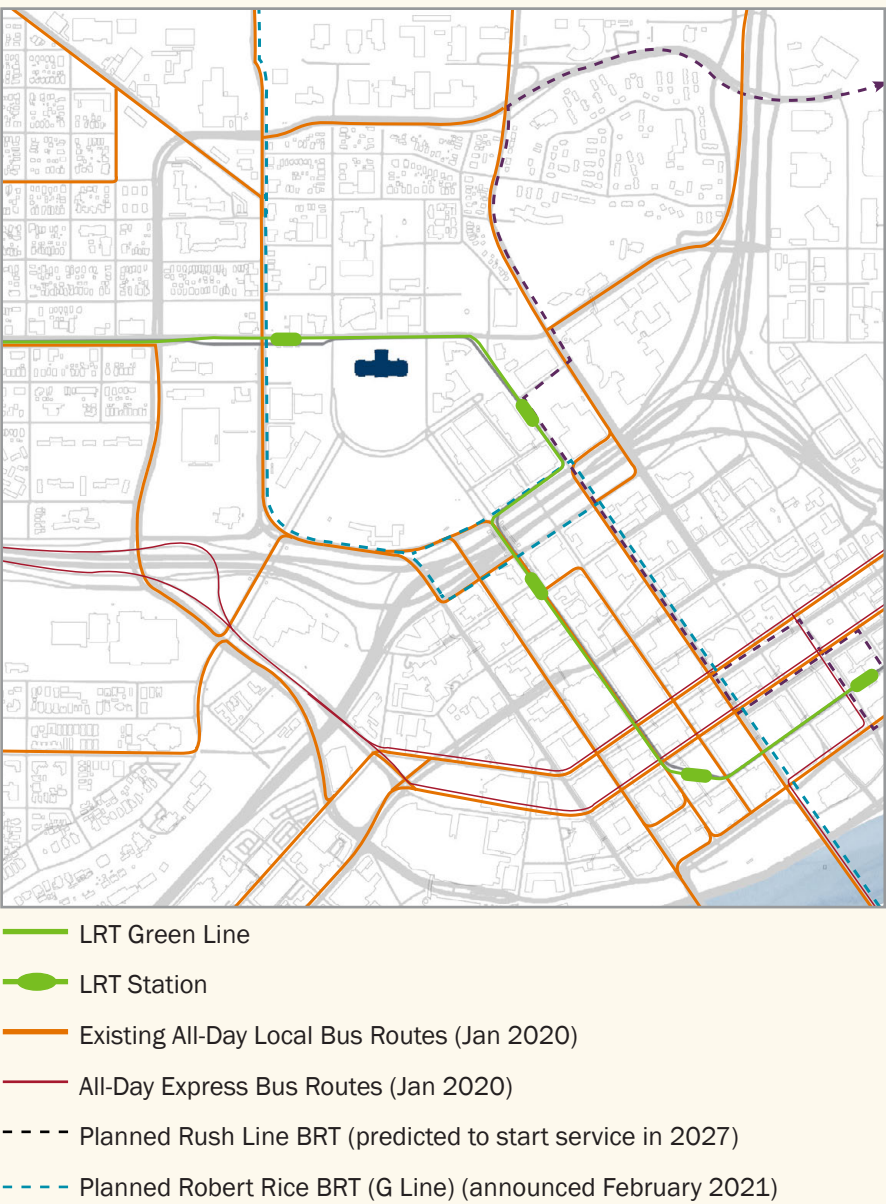 LRT Green Line
LRT Station
Existing All-Day Local Bus Routes (Jan 2020)
All-Day Express Bus Routes (Jan 2020)
Planned Rush Line BRT (predicted to start service in 2027)
Planned Robert Rice BRT (G Line) (announced February 2021)